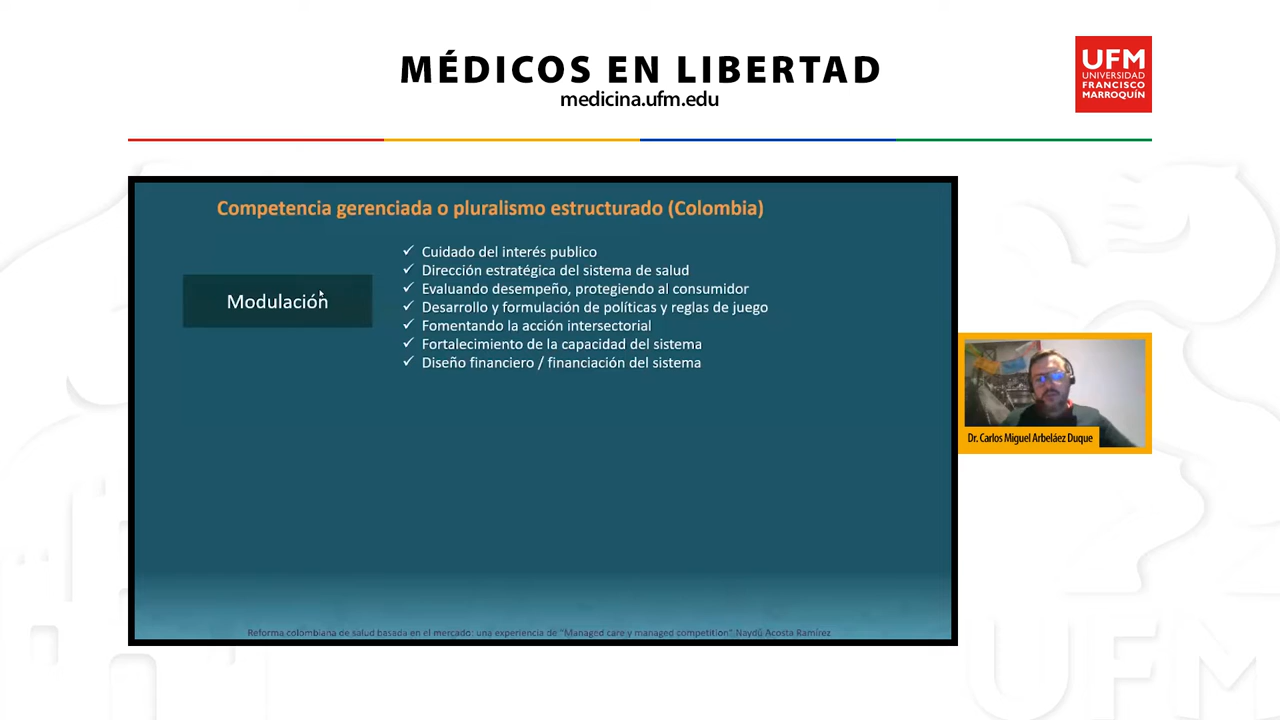 MÉDICOS EN LIBERTAD
medicina.ufm.edu
UFM
UNIVERSIDAD
FRANCISCO
MARROQUÍN
Competencia gerenciada o pluralismo estructurado (Colombia)
Modulación
✓ Cuidado del interés publico
✓ Dirección estratégica del sistema de salud
✓ Evaluando desempeño, protegiendo al consumidor
✓ Desarrollo y formulación de políticas y reglas de juego
✓ Fomentando la acción intersectorial
✓ Fortalecimiento de la capacidad del sistema
✓ Diseño financiero / financiación del sistema
Dr. Carlos Miguel Arbeláez Duque
Reforma colombiana de salud basada en el mercado: una experiencia de "Managed care y managed competition" Naydú Acosta Ramírez
UFM